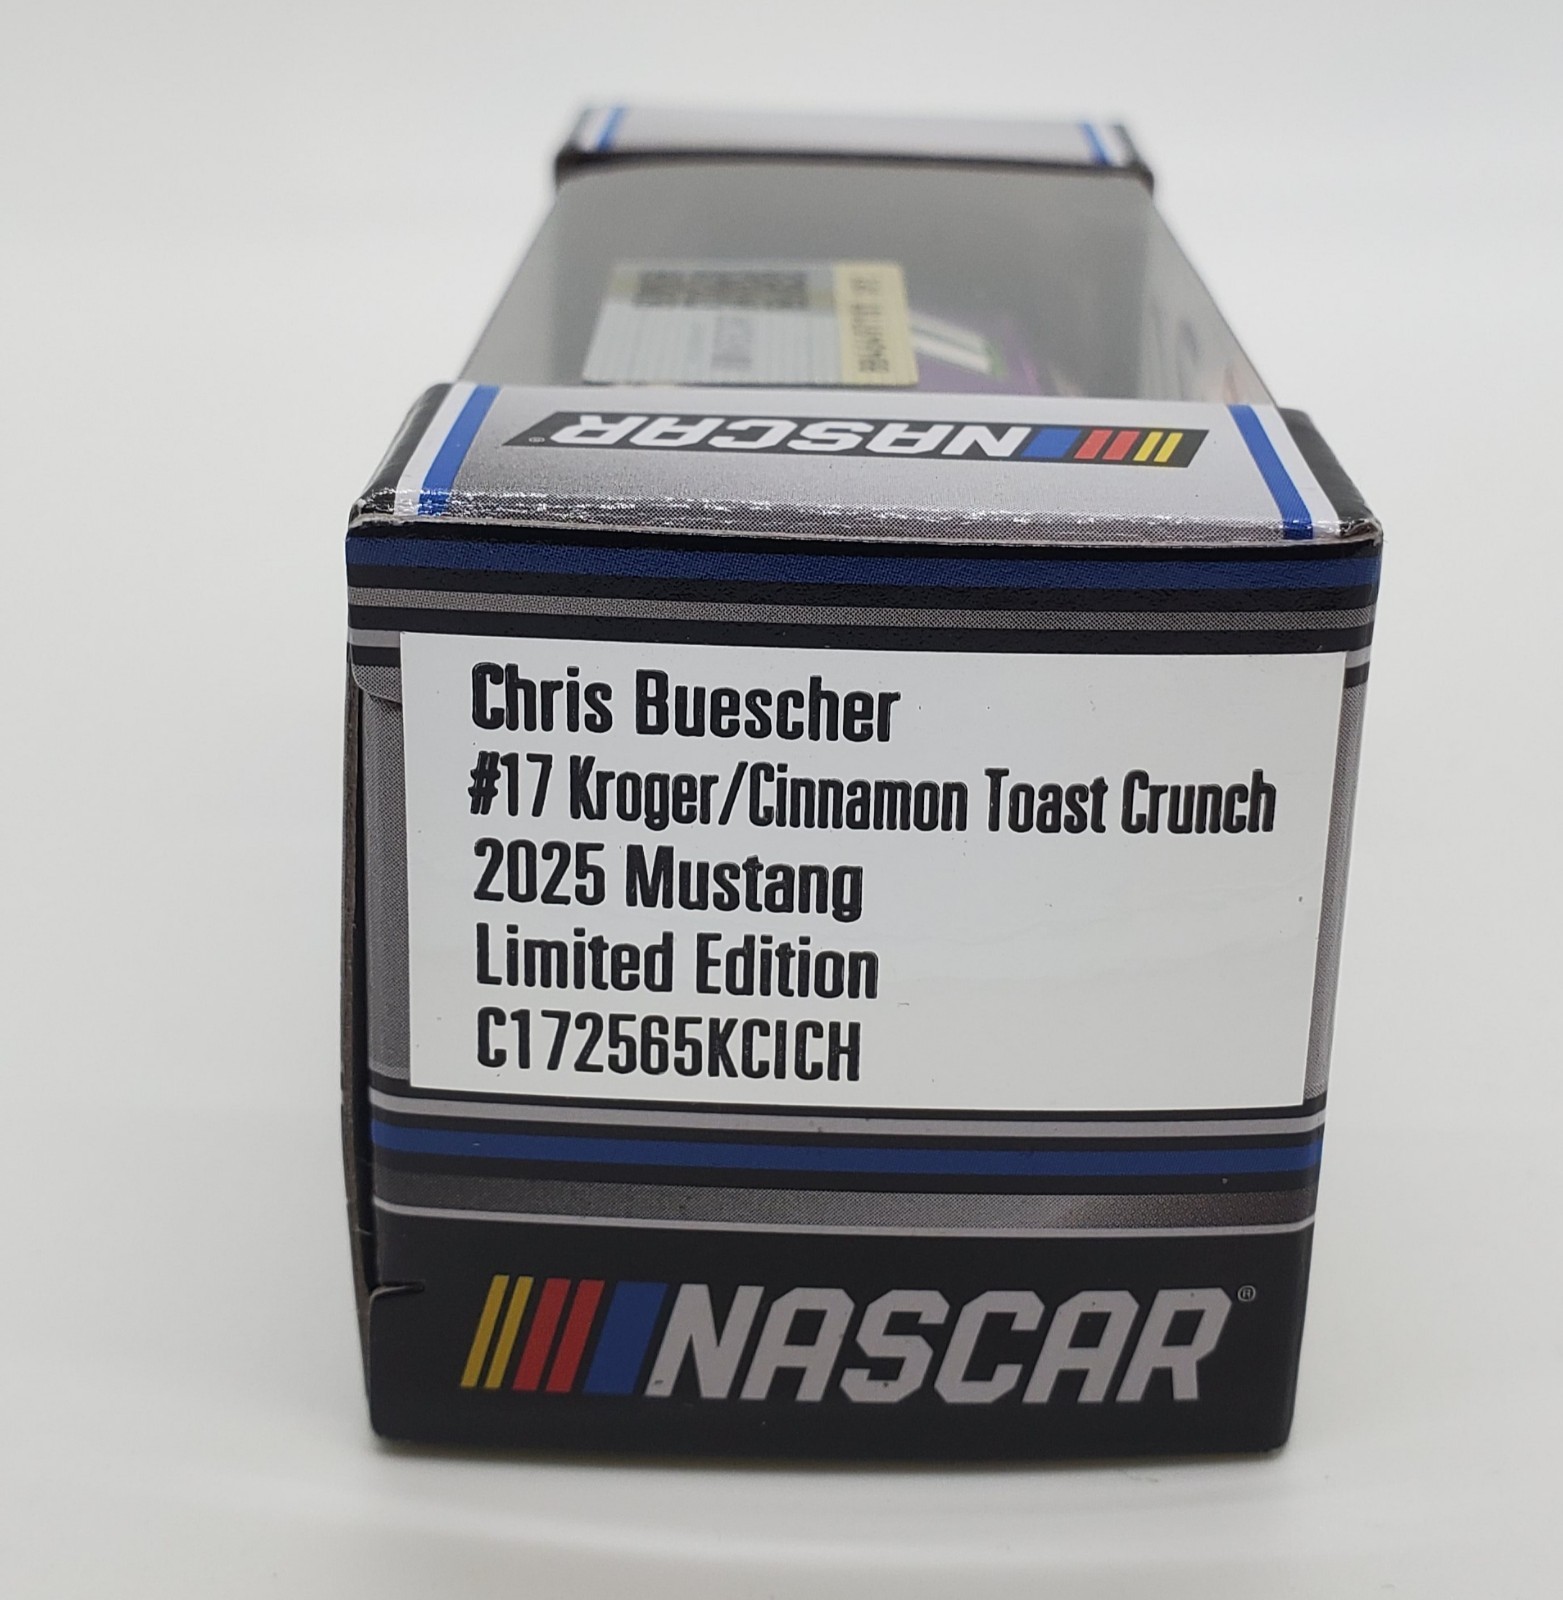 NASCAR®
Chris Buescher
#17 Kroger/Cinnamon Toast Crunch
2025 Mustang
Limited Edition
C172565KCICH
NASCAR®